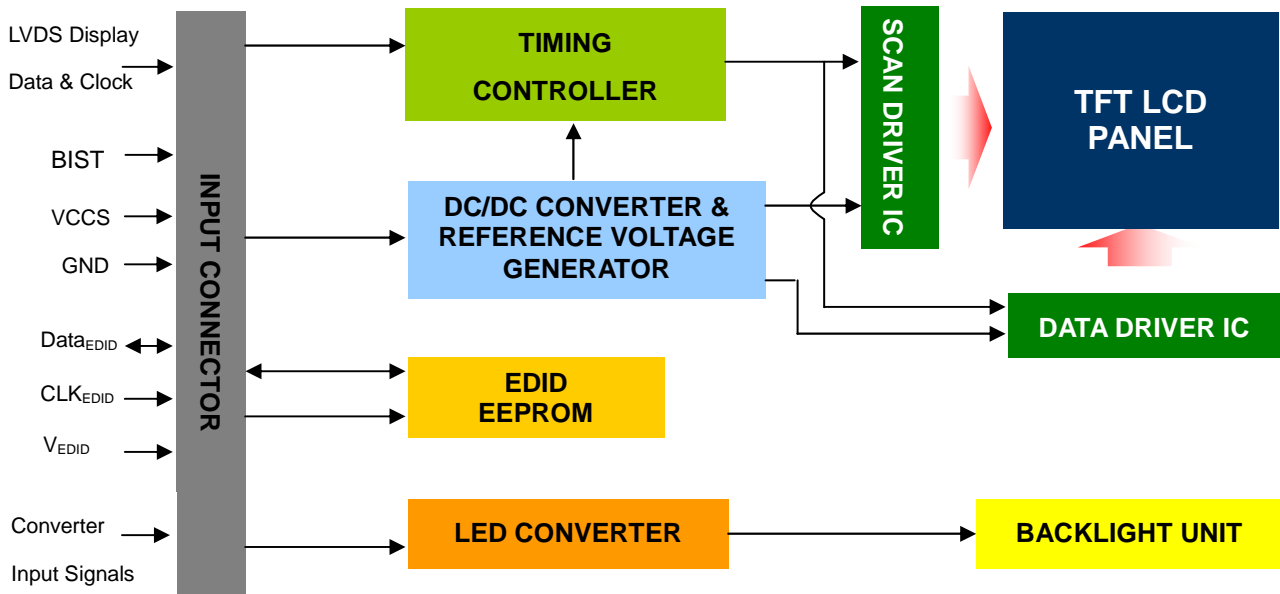 LVDS Display
Data & Clock
BIST
VCCS
GND
DataEDID
CLKEDID
VEDID
Converter
Input Signals
INPUT CONNECTOR
TIMING
CONTROLLER
DC/DC CONVERTER &
REFERENCE VOLTAGE
GENERATOR
EDID
EEPROM
LED CONVERTER
SCAN DRIVER IC
TFT LCD
PANEL
DATA DRIVER IC
BACKLIGHT UNIT